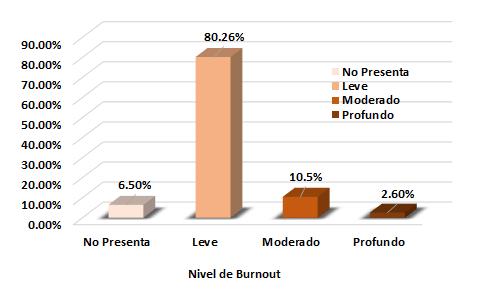 90.00%
80.00%
70.00%
60.00%
50.00%
40.00%
30.00%
20.00%
10.00%
0.00%
80.26%
6.50%
10.5%
2.60%
No Presenta
Leve
Moderado
Profundo
No Presenta Leve Moderado Profundo
Nivel de Burnout